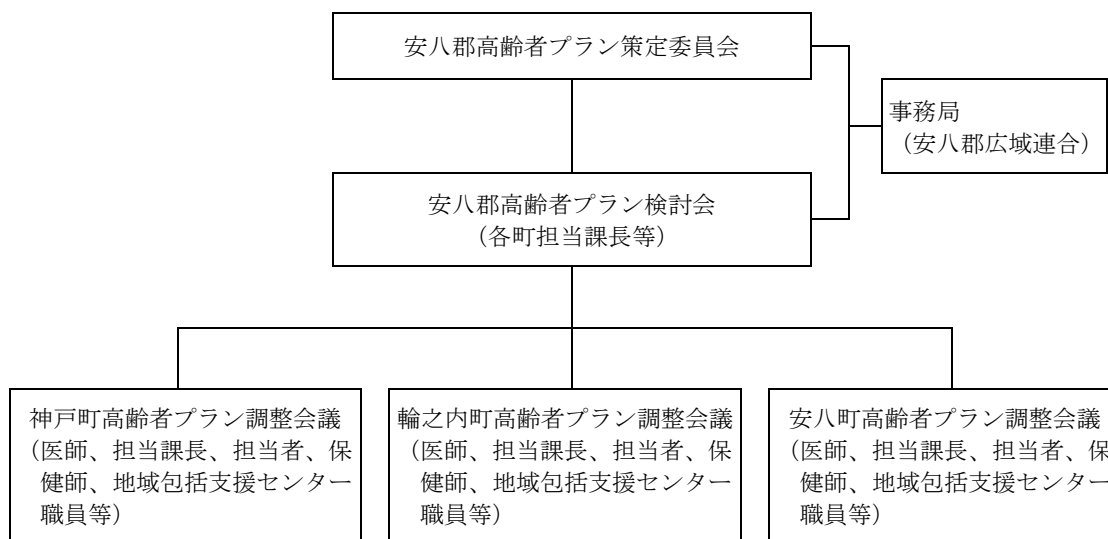 安八郡高齢者プラン策定委員会
事務局
（安八郡広域連合）
安八郡高齢者プラン検討会
（各町担当課長等）
神戸町高齢者プラン調整会議
（医師、担当課長、担当者、保
健師、地域包括支援センター
職員等）
輪之内町高齢者プラン調整会議
（医師、担当課長、担当者、保
健師、地域包括支援センター
職員等）
安八町高齢者プラン調整会議
（医師、担当課長、担当者、保
健師、地域包括支援センター
職員等）